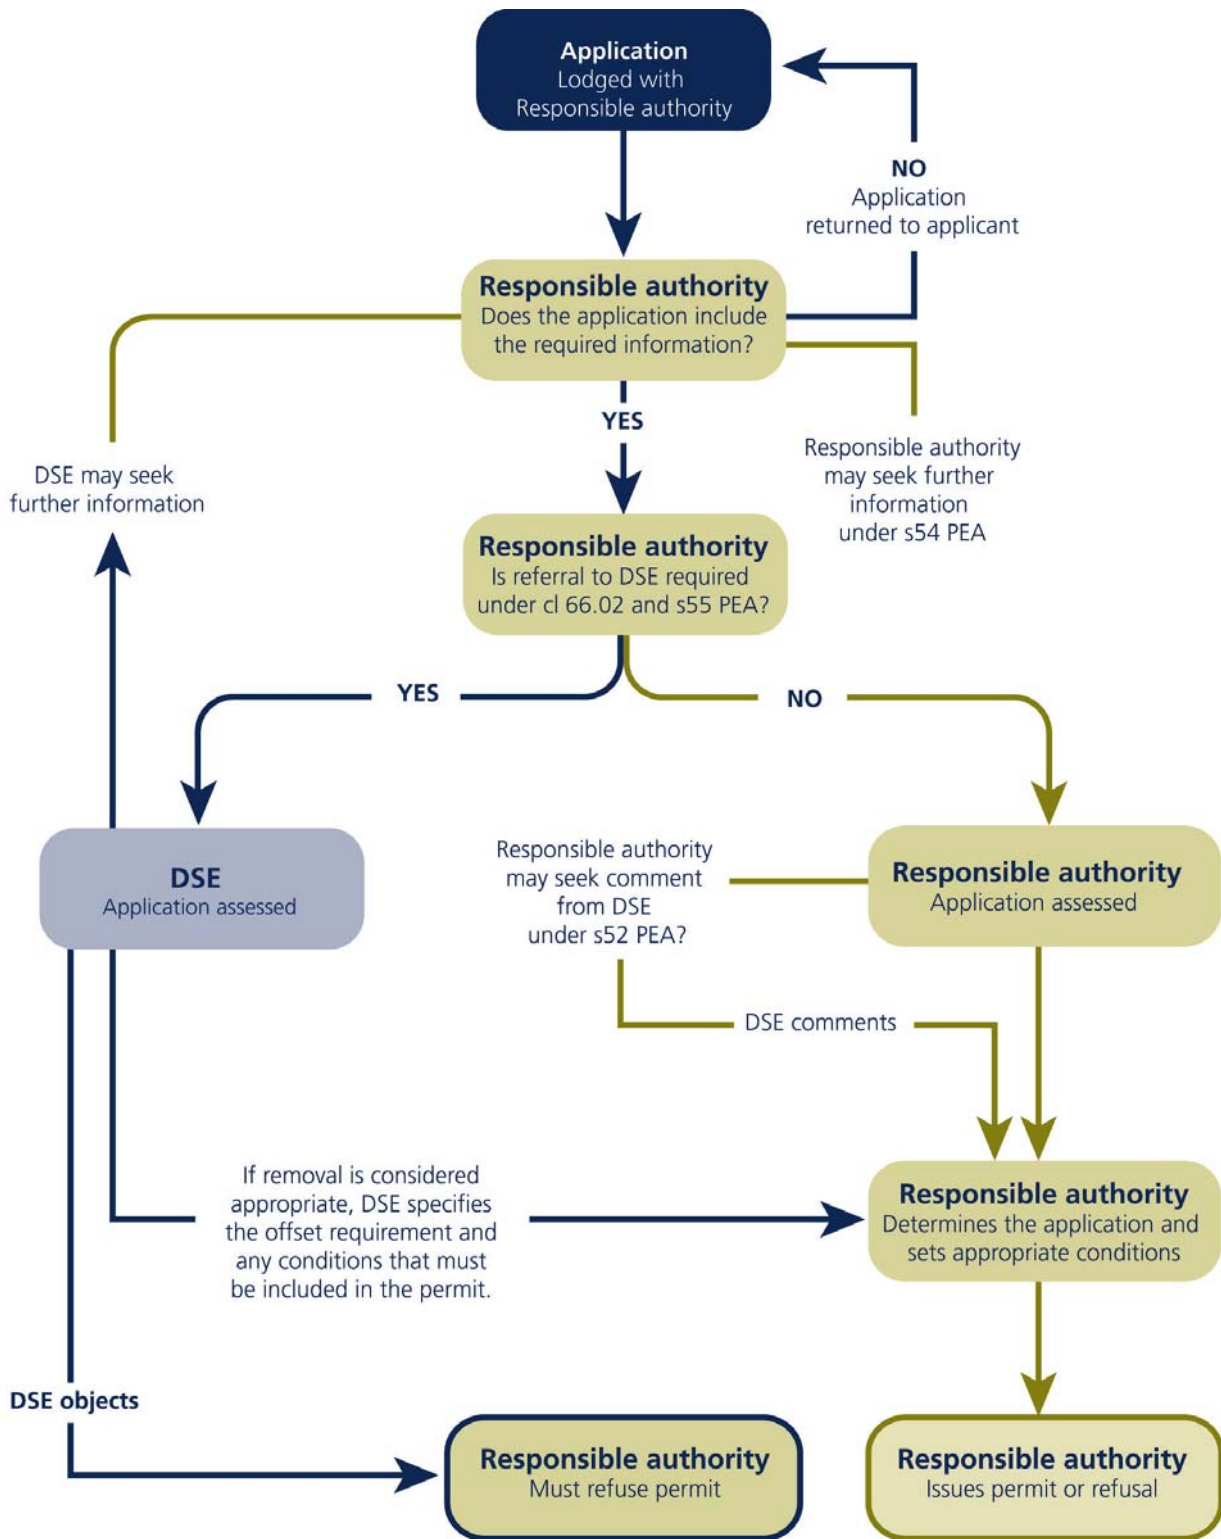 Application
Lodged with
Responsible authority
NO
Application
returned to applicant
Responsible authority
Does the application include
the required information?
YES
DSE may seek
further information
Responsible authority
may seek further
information
under s54 PEA
Responsible authority
Is referral to DSE required
under cl 66.02 and s55 PEA?
YES
NO
DSE
Application assessed
Responsible authority
may seek comment
from DSE
under s52 PEA?
Responsible authority
Application assessed
DSE comments
If removal is considered
appropriate, DSE specifies
the offset requirement and
any conditions that must
be included in the permit.
Responsible authority
Determines the application and
sets appropriate conditions
DSE objects
Responsible authority
Must refuse permit
Responsible authority
Issues permit or refusal